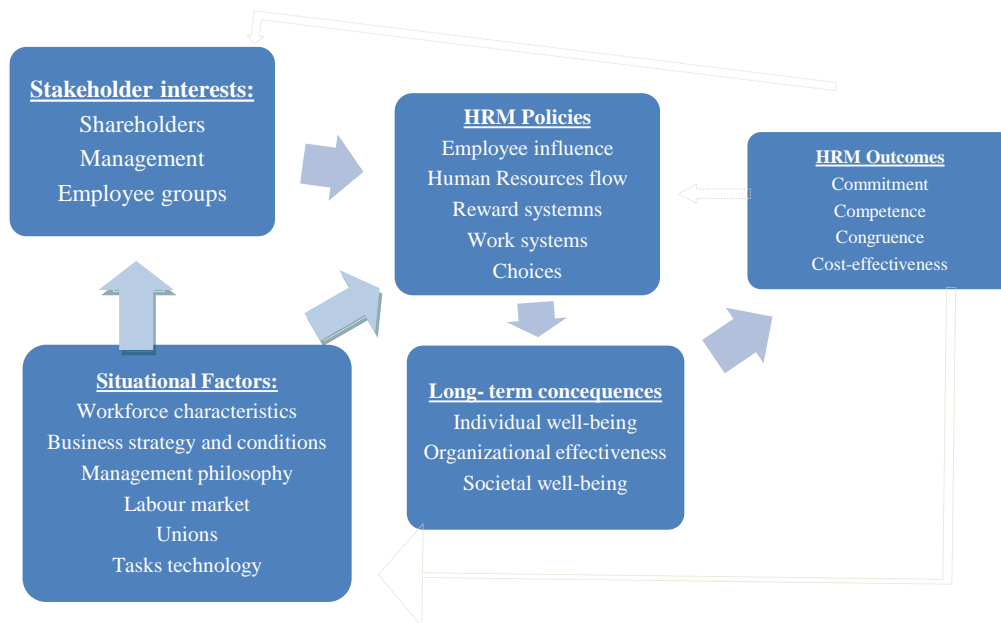 Stakeholder interests:
Shareholders
Management
Employee groups
HRM Policies
Employee influence
Human Resources flow
Reward systemns
Work systems
Choices
HRM Outcomes
Commitment
Competence
Congruence
Cost-effectiveness
Situational Factors:
Workforce characteristics
Business strategy and conditions
Management philosophy
Labour market
Unions
Tasks technology
Long- term concequences
Individual well-being
Organizational effectiveness
Societal well-being